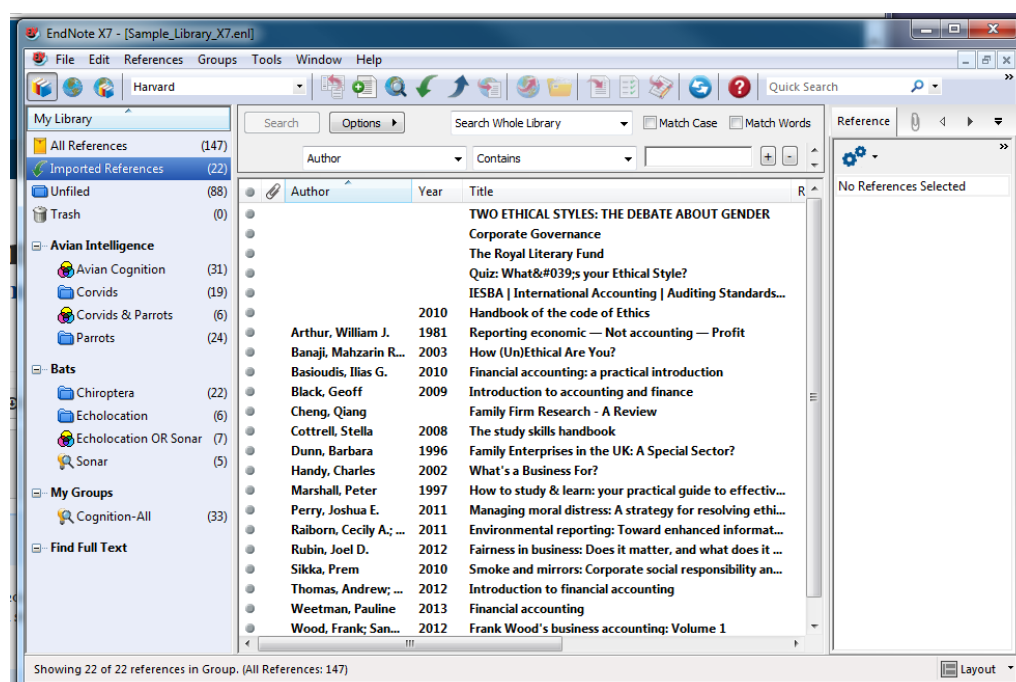 EndNote X7 - [Sample_Library_X7.enl]
File Edit References Groups Tools Window Help
Harvard
Quick Search
My Library
All References (147)
Imported References (22)
Unfiled (88)
Trash (0)
Avian Intelligence
Avian Cognition (31)
Corvids (19)
Corvids & Parrots (6)
Parrots (24)
Bats
Chiroptera (22)
Echolocation (6)
Echolocation OR Sonar (7)
Sonar (5)
My Groups
Cognition-All (33)
Find Full Text
Search Options Search Whole Library Match Case Match Words
Author Contains + -
Author Year Title R
TWO ETHICAL STYLES: THE DEBATE ABOUT GENDER
Corporate Governance
The Royal Literary Fund
Quiz: What&#039;s your Ethical Style?
IESBA | International Accounting | Auditing Standards...
2010 Handbook of the code of Ethics
Arthur, William J. 1981 Reporting economic — Not accounting — Profit
Banaji, Mahzarin R... 2003 How (Un)Ethical Are You?
Basioudis, Ilias G. 2010 Financial accounting: a practical introduction
Black, Geoff 2009 Introduction to accounting and finance
Cheng, Qiang Family Firm Research - A Review
Cottrell, Stella 2008 The study skills handbook
Dunn, Barbara 1996 Family Enterprises in the UK: A Special Sector?
Handy, Charles 2002 What's a Business For?
Marshall, Peter 1997 How to study & learn: your practical guide to effectiv...
Perry, Joshua E. 2011 Managing moral distress: A strategy for resolving ethi...
Raiborn, Cecily A.; ... 2011 Environmental reporting: Toward enhanced informat...
Rubin, Joel D. 2012 Fairness in business: Does it matter, and what does it ...
Sikka, Prem 2010 Smoke and mirrors: Corporate social responsibility an...
Thomas, Andrew; ... 2012 Introduction to financial accounting
Weetman, Pauline 2013 Financial accounting
Wood, Frank; San... 2012 Frank Wood's business accounting: Volume 1
Reference
No References Selected
Showing 22 of 22 references in Group. (All References: 147)
Layout